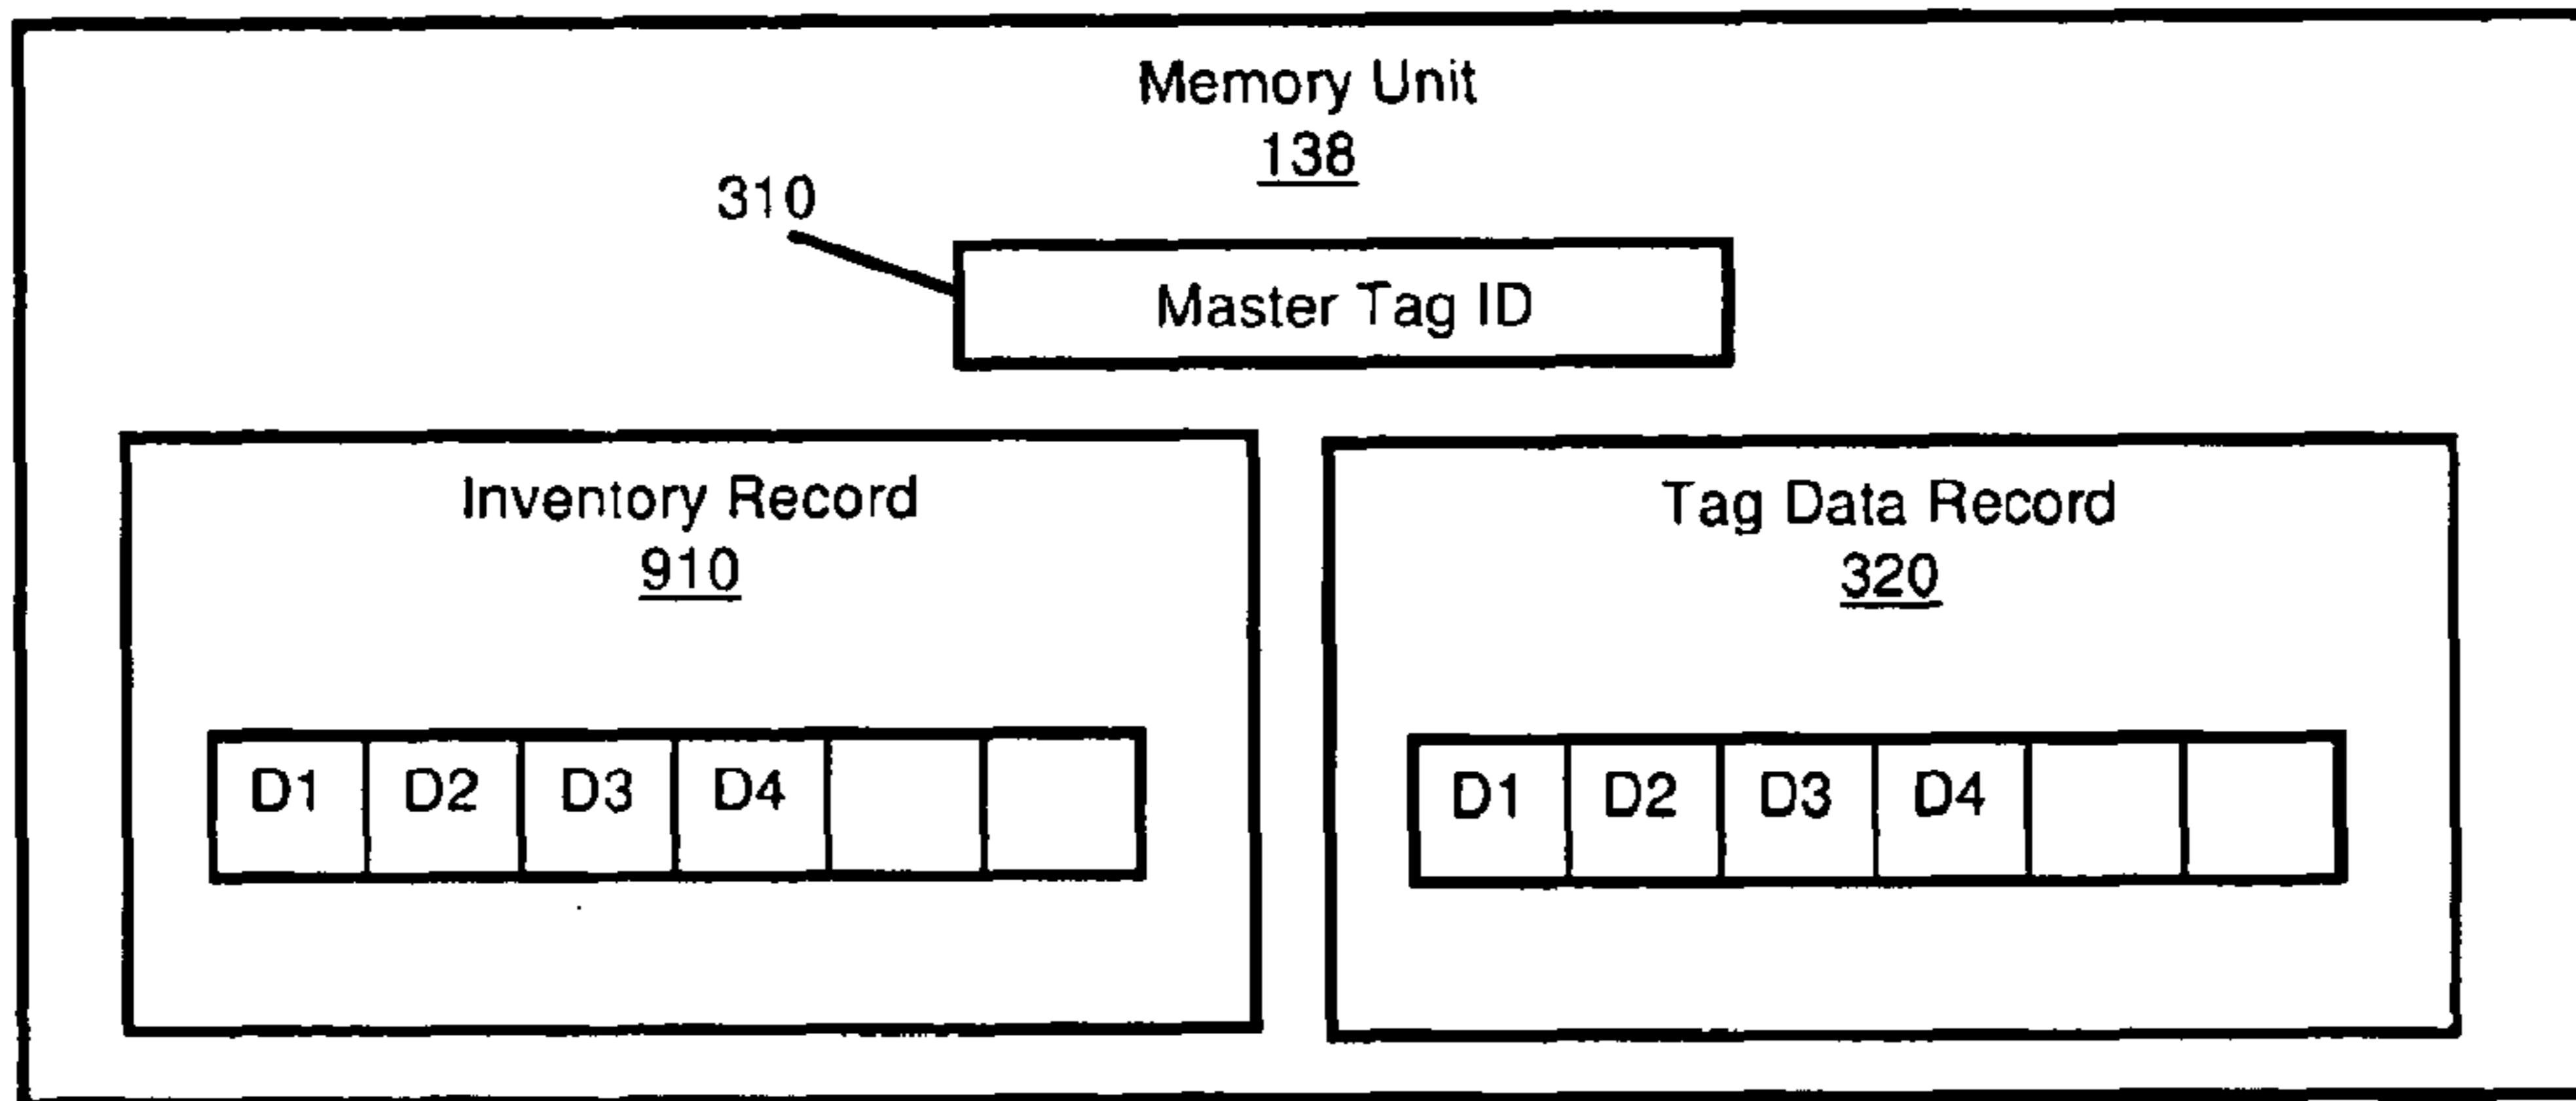 Memory Unit
138
310
Master Tag ID
Inventory Record
910
D1 D2 D3 D4
Tag Data Record
320
D1 D2 D3 D4